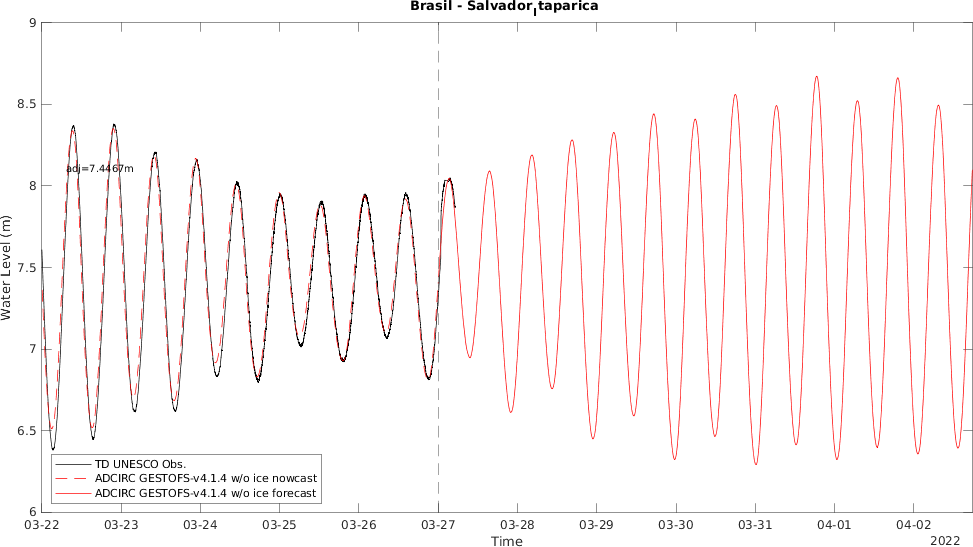 Brasil - Salvador Itaparica
9
8.5
8
7.5
7
6.5
6
Water Level (m)
adj=7.4467m
TD UNESCO Obs.
ADCIRC GESTOFS-v4.1.4 w/o ice nowcast
ADCIRC GESTOFS-v4.1.4 w/o ice forecast
03-22 03-23 03-24 03-25 03-26 03-27 03-28 03-29 03-30 03-31 04-01 04-02
Time
2022